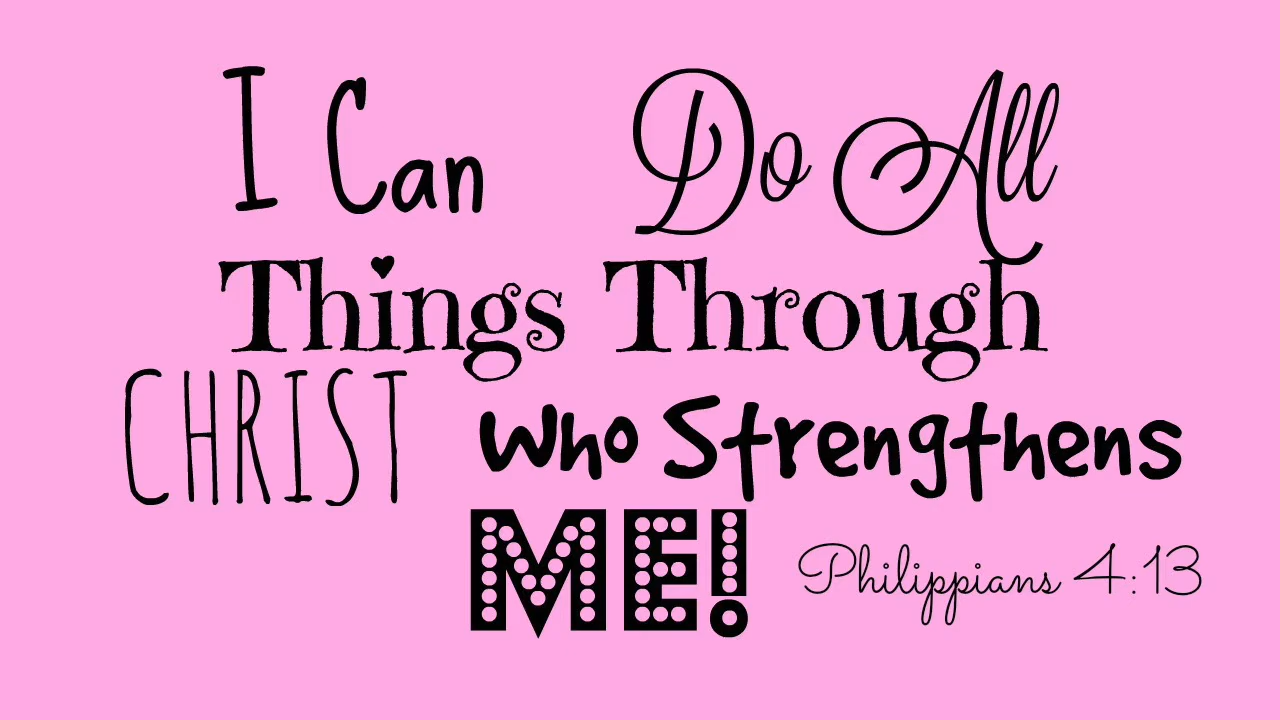 I Can Do All
Things Through
CHRIST Who Strengthens
ME! Philippians 4:13